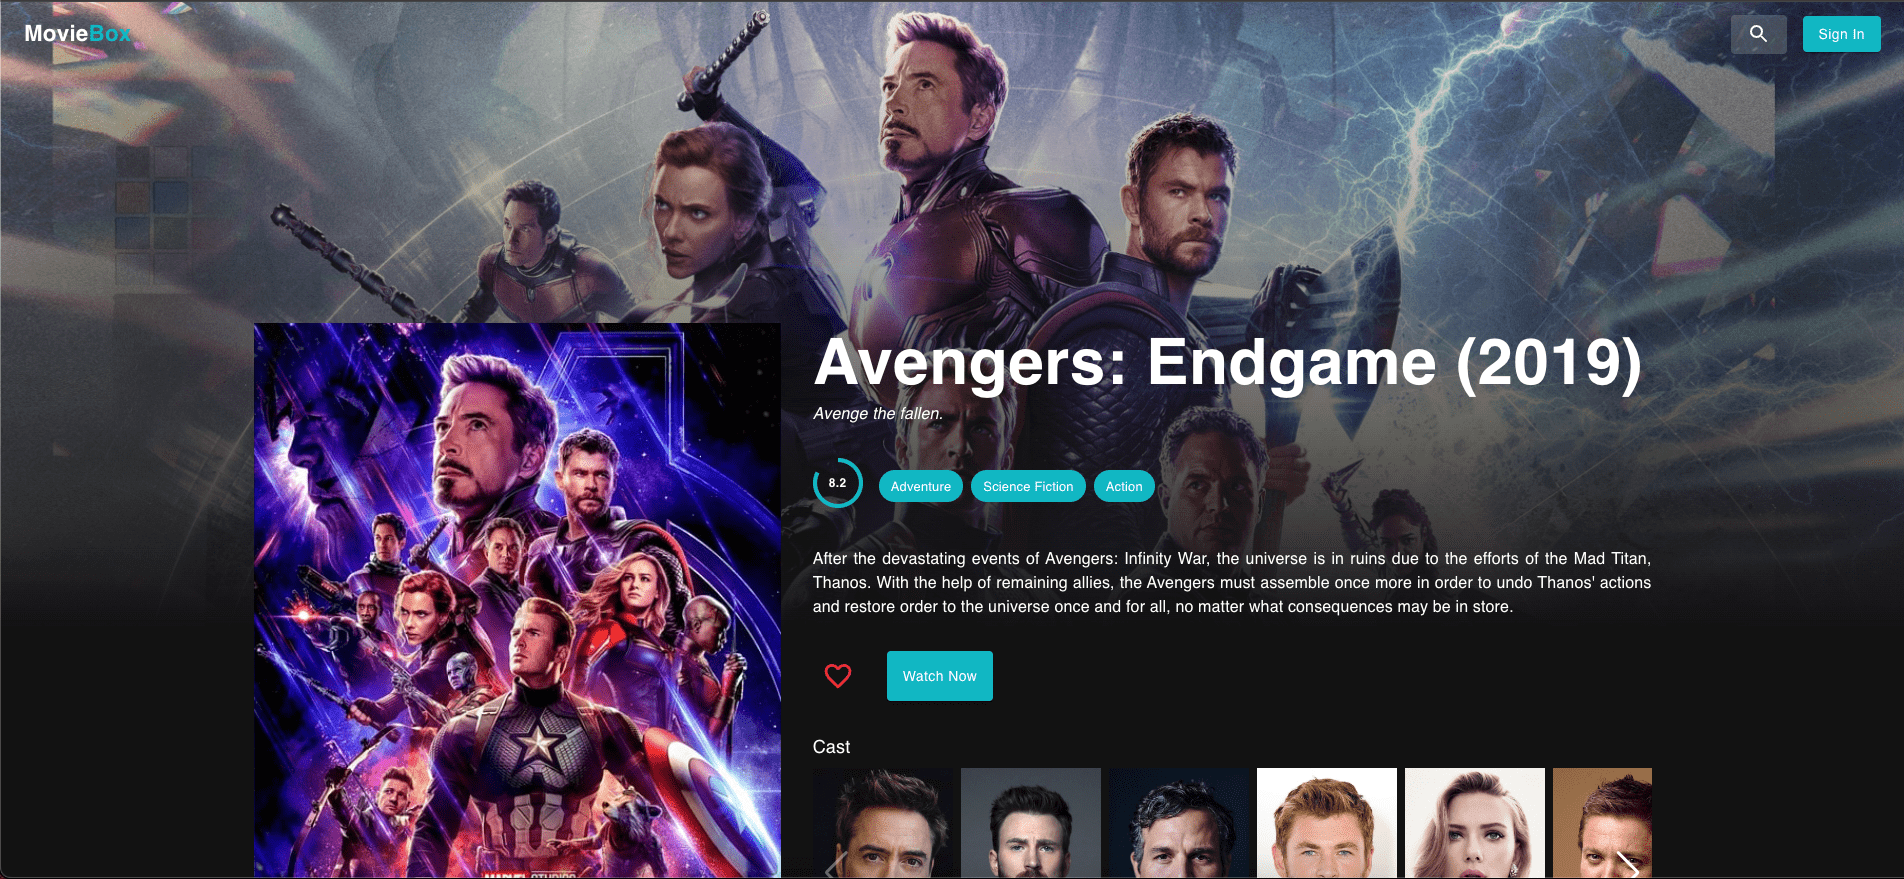 MovieBox
Sign In
Avengers: Endgame (2019)
Avenge the fallen.
8.2
Adventure
Science Fiction
Action
After the devastating events of Avengers: Infinity War, the universe is in ruins due to the efforts of the Mad Titan,
Thanos. With the help of remaining allies, the Avengers must assemble once more in order to undo Thanos' actions
and restore order to the universe once and for all, no matter what consequences may be in store.
Watch Now
Cast
MARVEL STUDIOS